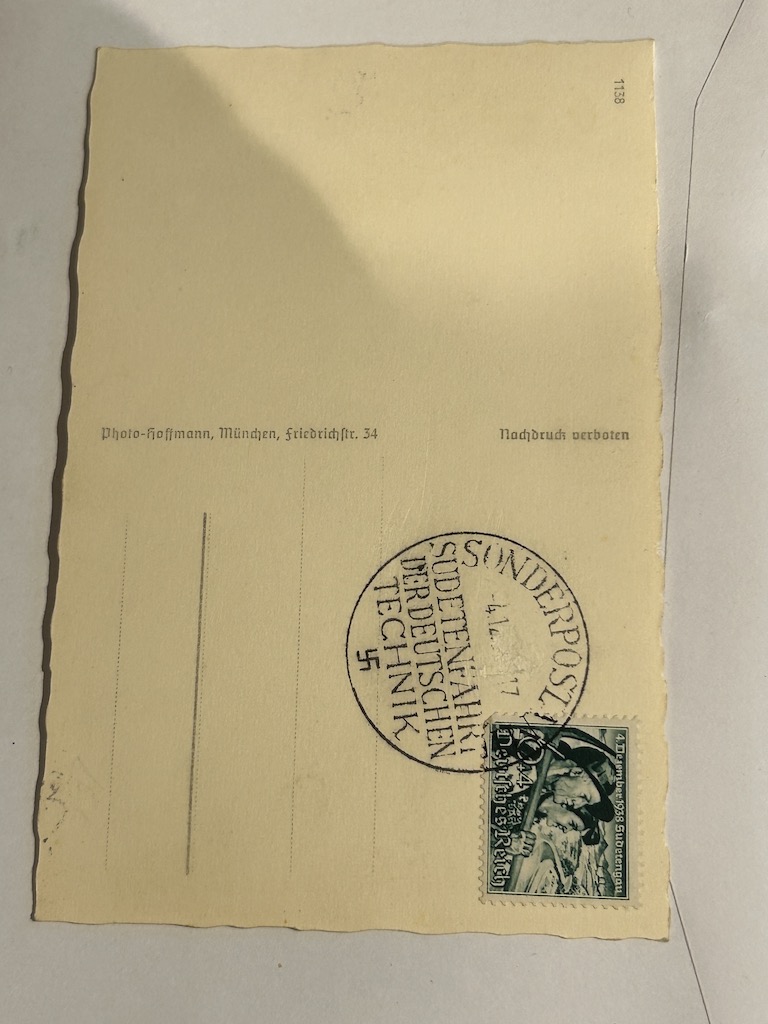 1138
Photo-Hoffmann, München, Friedrichstr. 34
Nachdruck verboten
SONDERPOST
SUDETENFAHRT
DER DEUTSCHEN
TECHNIK
4. Dezember 1938 Sudetengau
Deutsches Reich